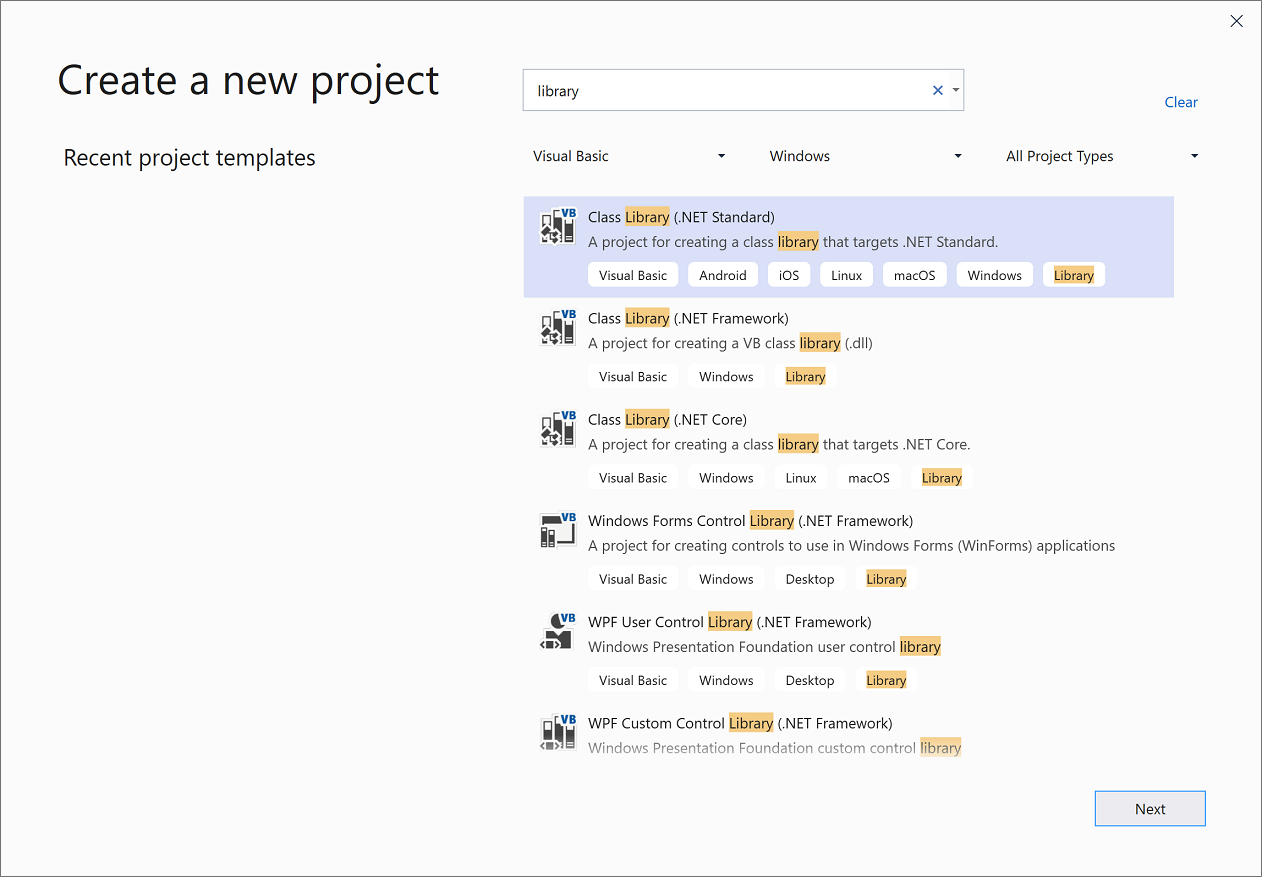 Create a new project
library
Clear
Recent project templates
Visual Basic Windows All Project Types
VB
Class Library (.NET Standard)
A project for creating a class library that targets .NET Standard.
Visual Basic Android iOS Linux macOS Windows Library
VB
Class Library (.NET Framework)
A project for creating a VB class library (.dll)
Visual Basic Windows Library
VB
Class Library (.NET Core)
A project for creating a class library that targets .NET Core.
Visual Basic Windows Linux macOS Library
VB
Windows Forms Control Library (.NET Framework)
A project for creating controls to use in Windows Forms (WinForms) applications
Visual Basic Windows Desktop Library
VB
WPF User Control Library (.NET Framework)
Windows Presentation Foundation user control library
Visual Basic Windows Desktop Library
VB
WPF Custom Control Library (.NET Framework)
Windows Presentation Foundation custom control library
Next